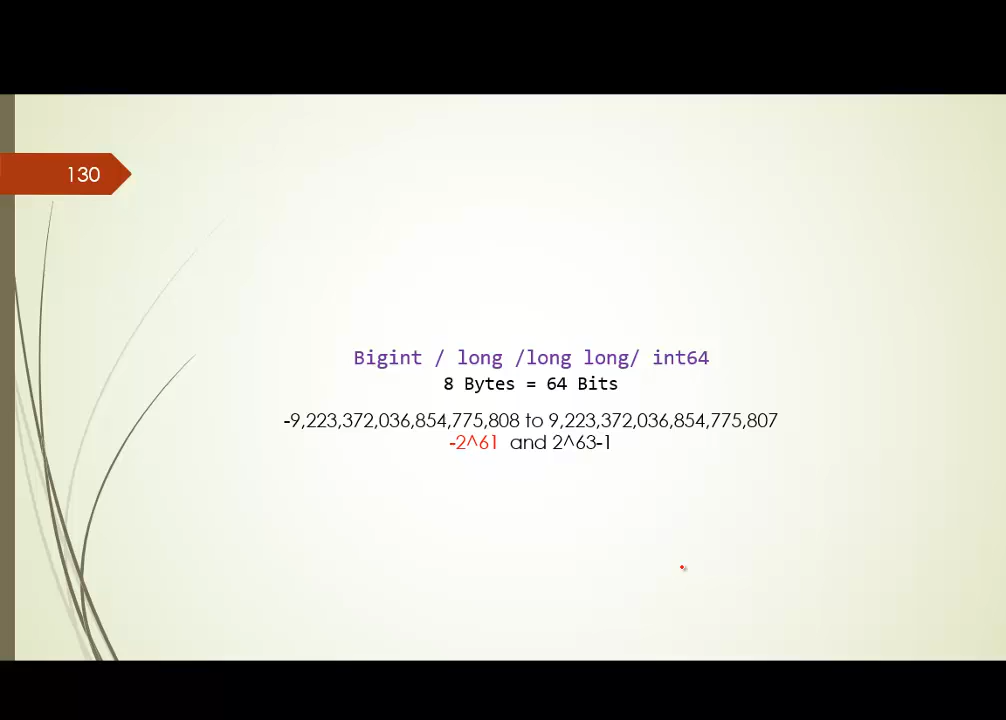 130
Bigint / long /long long/ int64
8 Bytes = 64 Bits
-9,223,372,036,854,775,808 to 9,223,372,036,854,775,807
-2^61 and 2^63-1